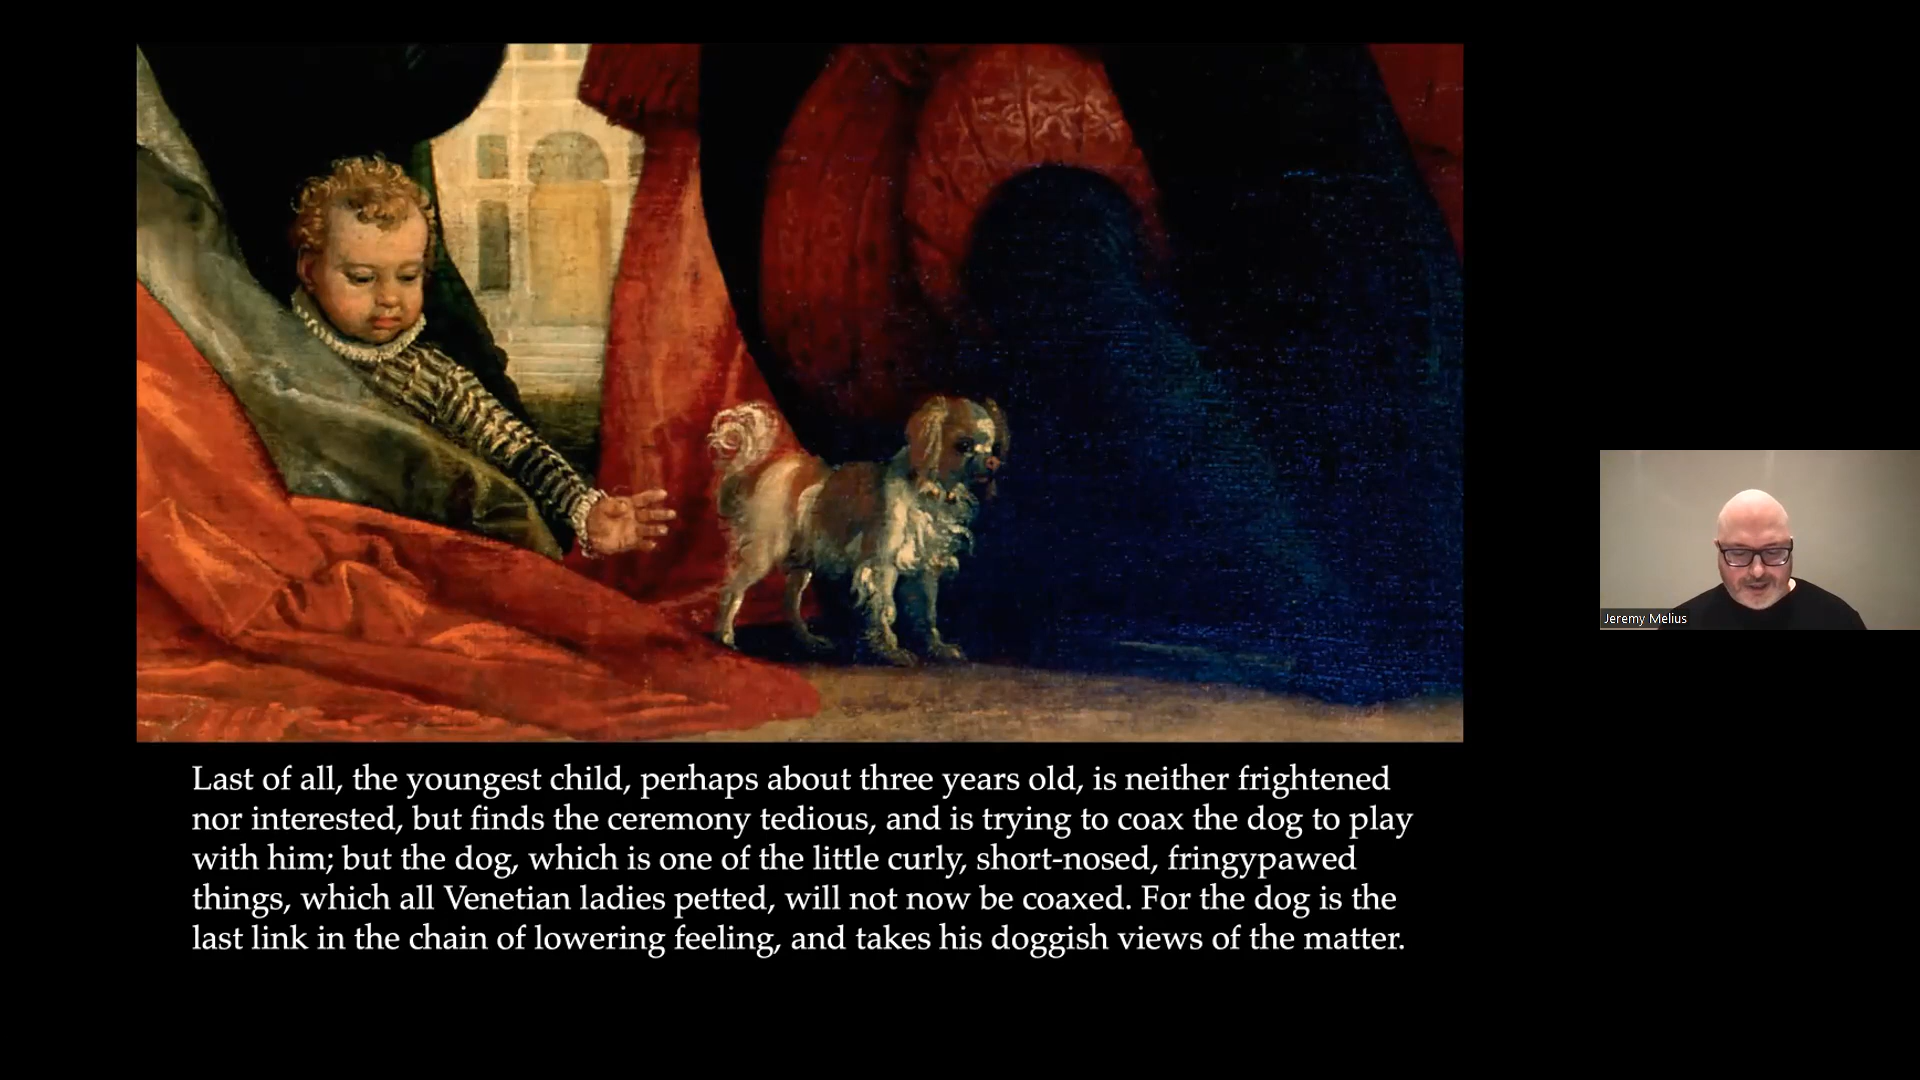 Last of all, the youngest child, perhaps about three years old, is neither frightened
nor interested, but finds the ceremony tedious, and is trying to coax the dog to play
with him; but the dog, which is one of the little curly, short-nosed, fringypawed
things, which all Venetian ladies petted, will not now be coaxed. For the dog is the
last link in the chain of lowering feeling, and takes his doggish views of the matter.
Jeremy Melius